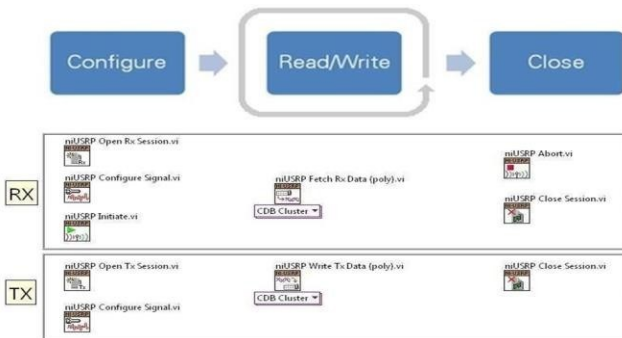 Configure
Read/Write
Close
RX
niUSRP Open Rx Session.vi
niUSRP Configure Signal.vi
niUSRP Initiate.vi
niUSRP Fetch Rx Data (poly).vi
CDB Cluster
niUSRP Abort.vi
niUSRP Close Session.vi
TX
niUSRP Open Tx Session.vi
niUSRP Configure Signal.vi
niUSRP Write Tx Data (poly).vi
CDB Cluster
niUSRP Close Session.vi